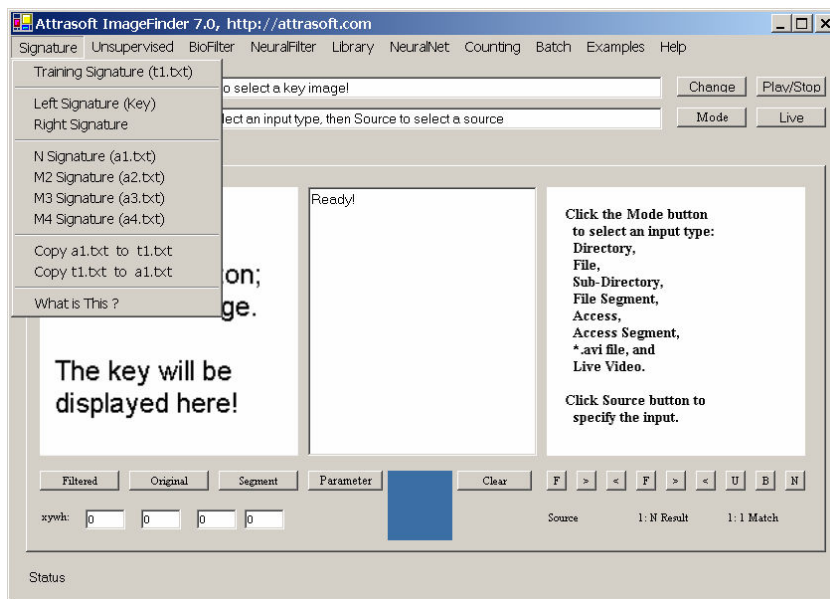 Attrasoft ImageFinder 7.0, http://attrasoft.com
Signature Unsupervised BioFilter NeuralFilter Library NeuralNet Counting Batch Examples Help
Training Signature (t1.txt)
Left Signature (Key)
Right Signature
N Signature (a1.txt)
M2 Signature (a2.txt)
M3 Signature (a3.txt)
M4 Signature (a4.txt)
Copy a1.txt to t1.txt
Copy t1.txt to a1.txt
What is This ?
to select a key image!
Change Play/Stop
an input type, then Source to select a source
Mode Live
The key will be
displayed here!
Ready!
Click the Mode button
to select an input type:
Directory,
File,
Sub-Directory,
File Segment,
Access,
Access Segment,
*.avi file, and
Live Video.
Click Source button to
specify the input.
Filtered Original Segment Parameter Clear F > < F > < U B N
xywh: 0 0 0 0
Source 1: N Result 1: 1 Match
Status